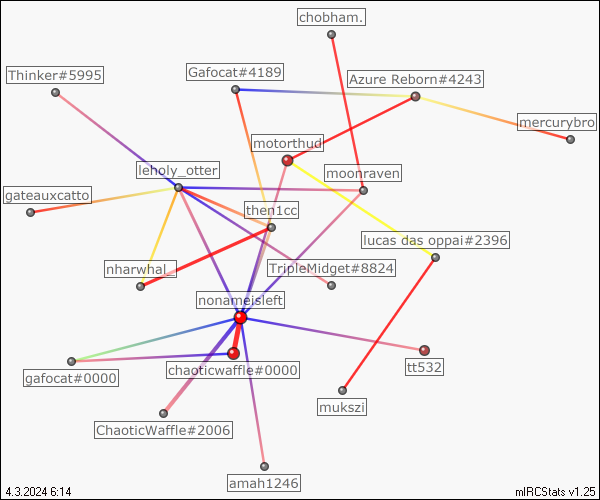 chobham.
Thinker#5995
Gafocat#4189
Azure Reborn#4243
mercurybro
motorthud
leholy_otter
moonraven
gateauxcatto
then1cc
lucas das oppai#2396
nharwhal_
TripleMidget#8824
nonameisleft
chaoticwaffle#0000
tt532
gafocat#0000
mukszi
ChaoticWaffle#2006
amah1246
4.3.2024 6:14
mIRCStats v1.25